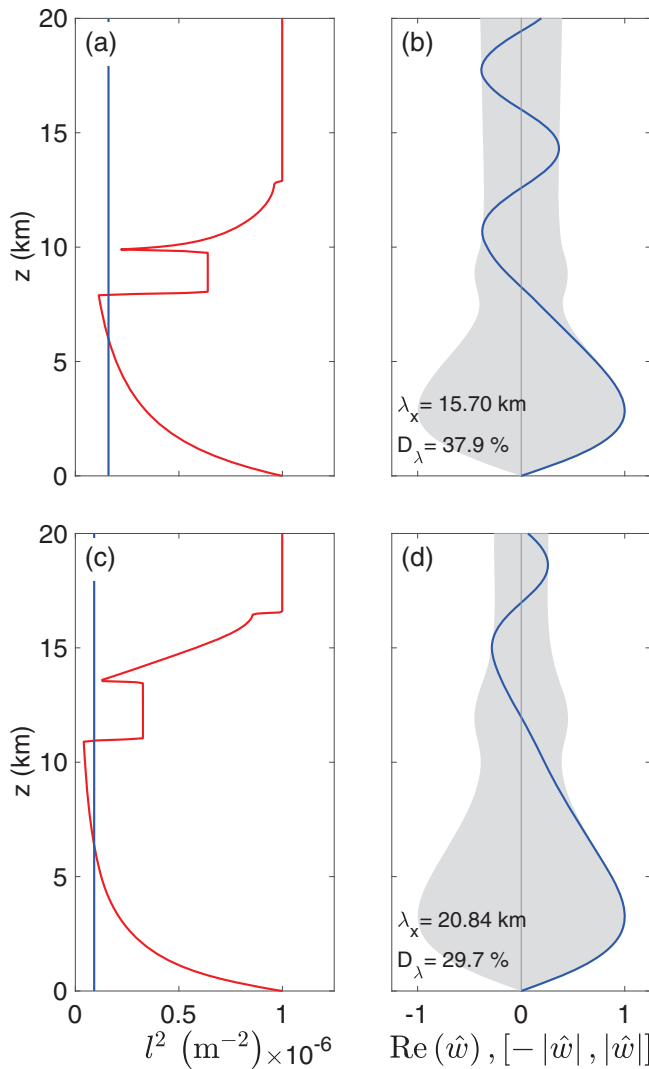 20
(a)
(b)
15
z (km)
10
5
λx = 15.70 km
Dλ = 37.9 %
0
20
(c)
(d)
15
z (km)
10
5
λx = 20.84 km
Dλ = 29.7 %
0
0 0.5 1
-1 0 1
l² (m⁻²) ×10⁻⁶
Re (ŵ) , [− |ŵ| , |ŵ|]